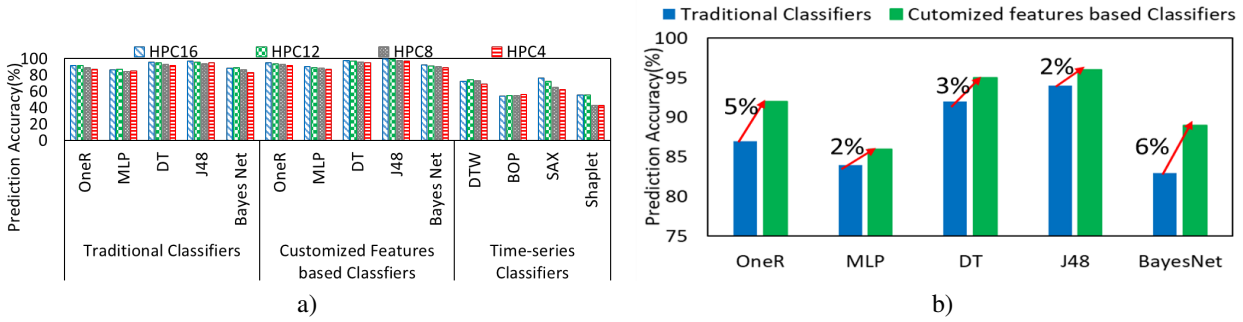 HPC16 HPC12 HPC8 HPC4
Prediction Accuracy(%)
100
80
60
40
20
0
OneR
MLP
DT
J48
Bayes Net
OneR
MLP
DT
J48
Bayes Net
DTW
BOP
SAX
Shaplet
Traditional Classifiers
Customized Features
based Classfiers
Time-series
Classifiers
a)
Traditional Classifiers Cutomized features based Classifiers
Prediction Accuracy(%)
100
95
90
85
80
75
5%
2%
3%
2%
6%
OneR MLP DT J48 BayesNet
b)